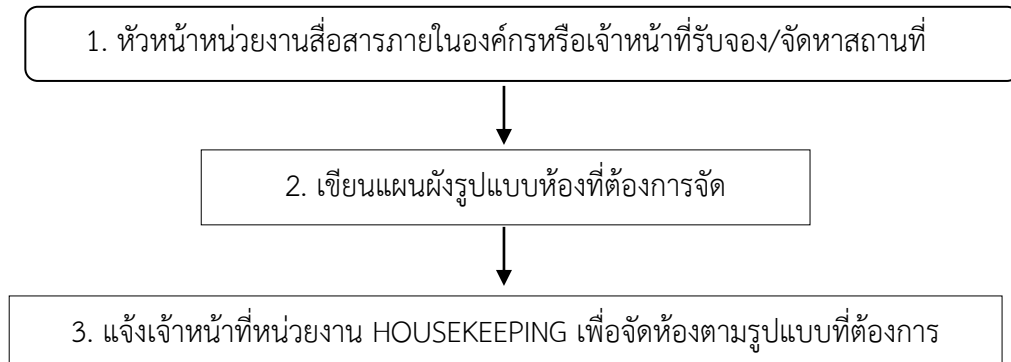 1. หัวหน้าหน่วยงานสื่อสารภายในองค์กรหรือเจ้าหน้าที่รับจอง/จัดหาสถานที่
2. เขียนแผนผังรูปแบบห้องที่ต้องการจัด
3. แจ้งเจ้าหน้าที่หน่วยงาน HOUSEKEEPING เพื่อจัดห้องตามรูปแบบที่ต้องการ